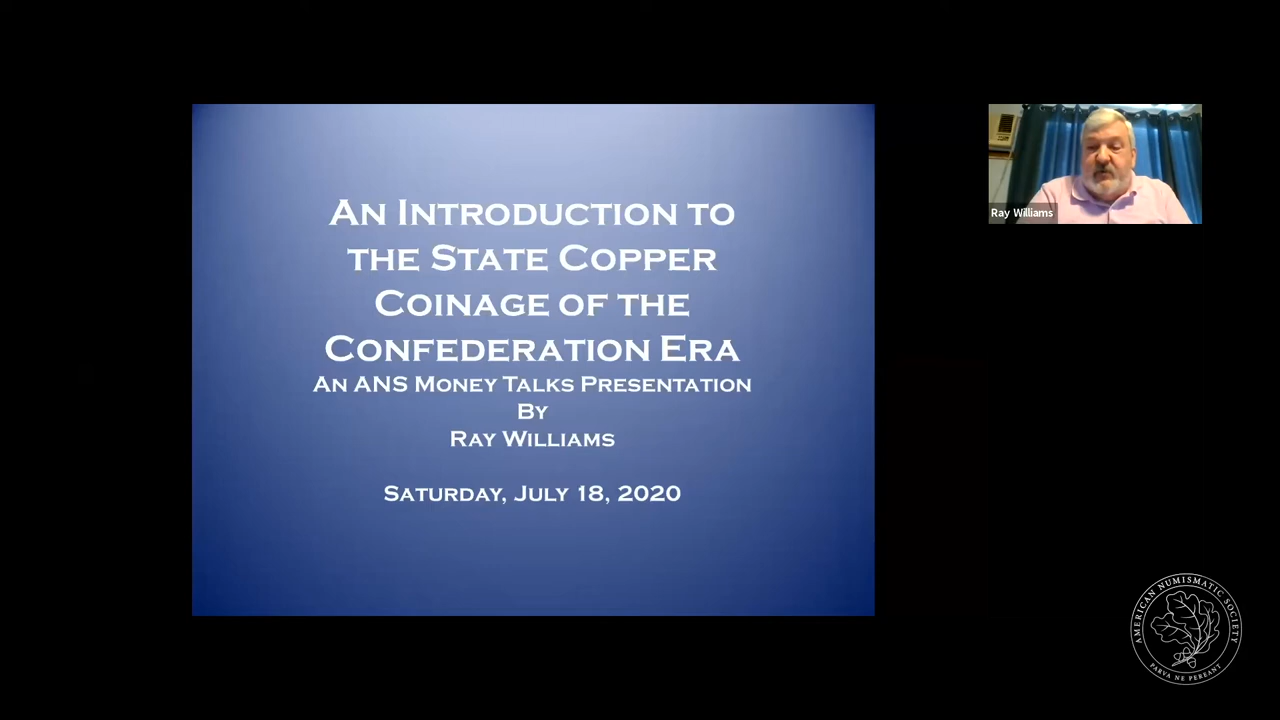 An Introduction to
the State Copper
Coinage of the
Confederation Era
An ANS Money Talks Presentation
By
Ray Williams
Saturday, July 18, 2020
Ray Williams
AMERICAN NUMISMATIC SOCIETY
PARVA NE PEREANT